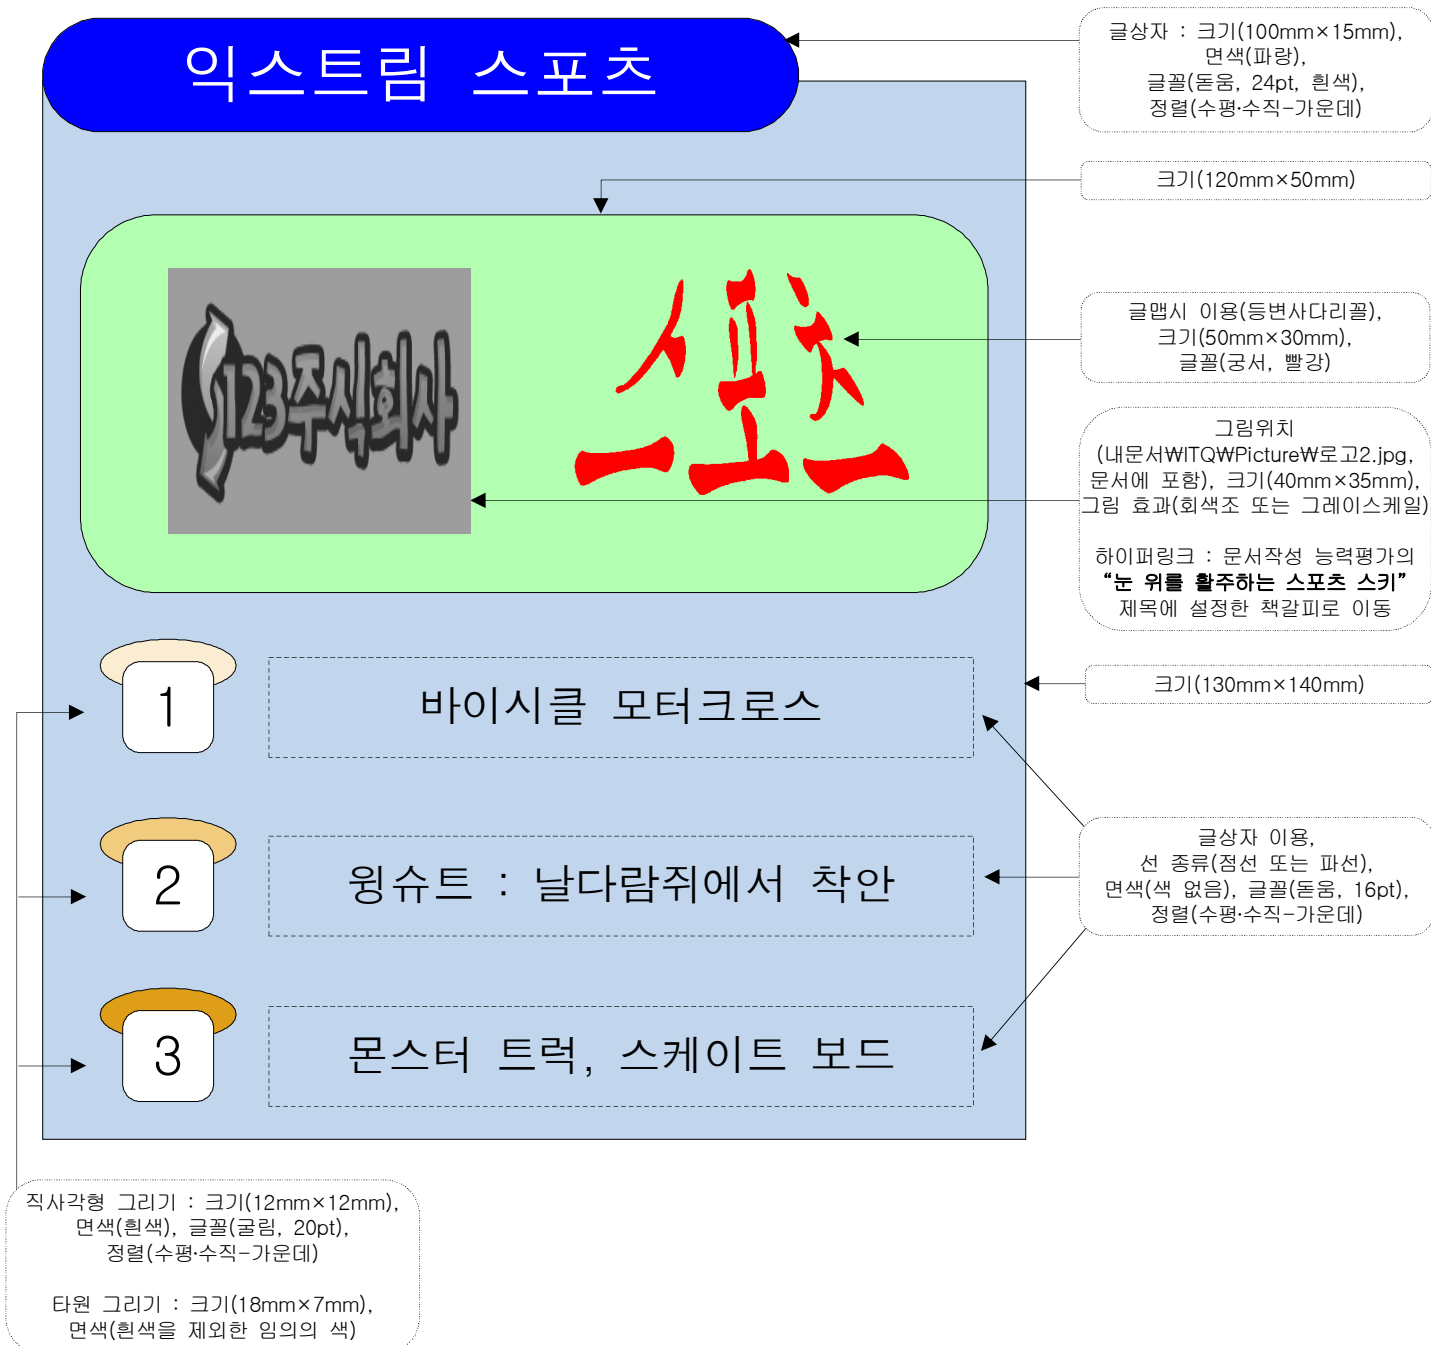 익스트림 스포츠
글상자 : 크기(100mm×15mm),
면색(파랑),
글꼴(돋움, 24pt, 흰색),
정렬(수평·수직-가운데)
크기(120mm×50mm)
123주식회사
스포츠
글맵시 이용(등변사다리꼴),
크기(50mm×30mm),
글꼴(궁서, 빨강)
그림위치
(내문서₩ITQ₩Picture₩로고2.jpg,
문서에 포함), 크기(40mm×35mm),
그림 효과(회색조 또는 그레이스케일)
하이퍼링크 : 문서작성 능력평가의
“눈 위를 활주하는 스포츠 스키”
제목에 설정한 책갈피로 이동
크기(130mm×140mm)
1
바이시클 모터크로스
2
윙슈트 : 날다람쥐에서 착안
3
몬스터 트럭, 스케이트 보드
글상자 이용,
선 종류(점선 또는 파선),
면색(색 없음), 글꼴(돋움, 16pt),
정렬(수평·수직-가운데)
직사각형 그리기 : 크기(12mm×12mm),
면색(흰색), 글꼴(굴림, 20pt),
정렬(수평·수직-가운데)
타원 그리기 : 크기(18mm×7mm),
면색(흰색을 제외한 임의의 색)